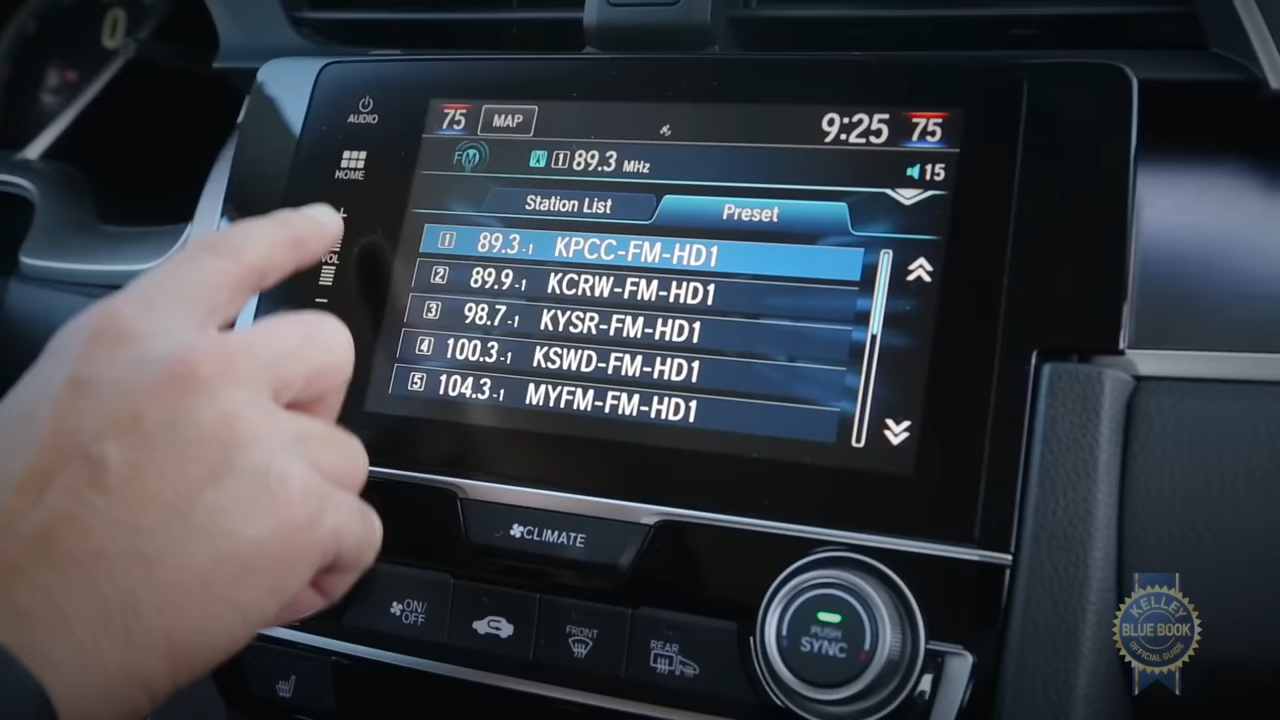 0
AUDIO
HOME
+
VOL
−
75 MAP 9:25 75
FM 1 89.3 MHz 15
Station List Preset
1 89.3-1 KPCC-FM-HD1
2 89.9-1 KCRW-FM-HD1
3 98.7-1 KYSR-FM-HD1
4 100.3-1 KSWD-FM-HD1
5 104.3-1 MYFM-FM-HD1
CLIMATE
ON/
OFF
FRONT
REAR
PUSH
SYNC
KELLEY
BLUE BOOK
OFFICIAL GUIDE